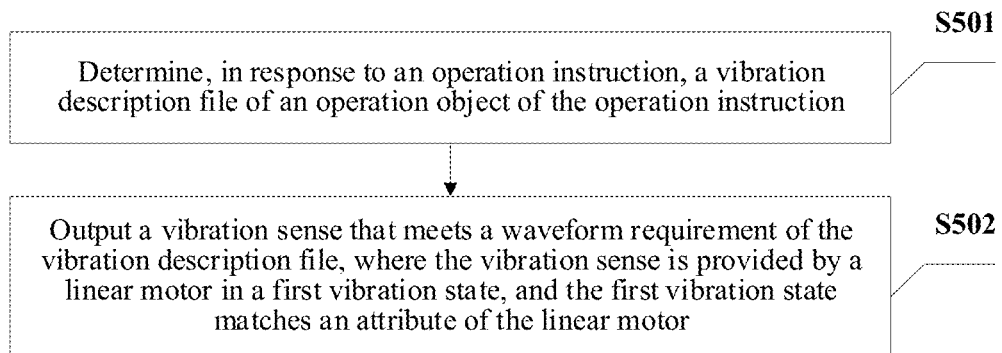 S501
Determine, in response to an operation instruction, a vibration
description file of an operation object of the operation instruction
S502
Output a vibration sense that meets a waveform requirement of the
vibration description file, where the vibration sense is provided by a
linear motor in a first vibration state, and the first vibration state
matches an attribute of the linear motor